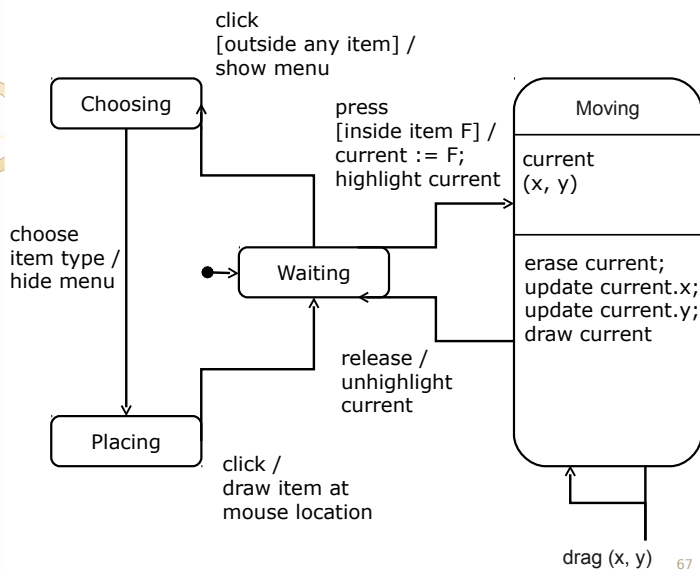 click
[outside any item] /
show menu
Choosing
press
[inside item F] /
current := F;
highlight current
Moving
current
(x, y)
choose
item type /
hide menu
Waiting
erase current;
update current.x;
update current.y;
draw current
release /
unhighlight
current
Placing
click /
draw item at
mouse location
drag (x, y)
67